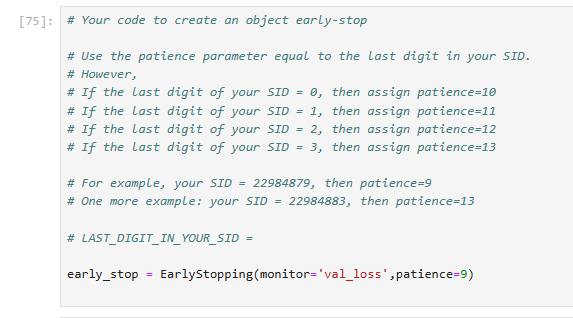 [75]: # Your code to create an object early-stop
# Use the patience parameter equal to the last digit in your SID.
# However,
# If the last digit of your SID = 0, then assign patience=10
# If the last digit of your SID = 1, then assign patience=11
# If the last digit of your SID = 2, then assign patience=12
# If the last digit of your SID = 3, then assign patience=13
# For example, your SID = 22984879, then patience=9
# One more example: your SID = 22984883, then patience=13
# LAST_DIGIT_IN_YOUR_SID =
early_stop = EarlyStopping(monitor='val_loss',patience=9)